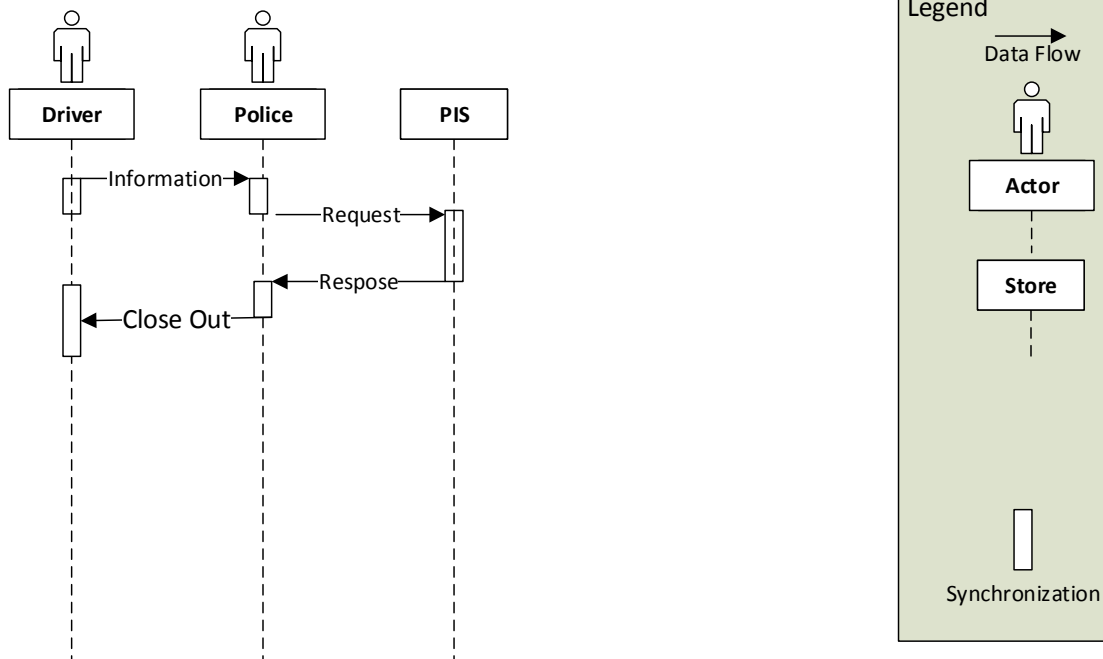 Legend
Data Flow
Driver
Police
PIS
Information
Request
Respose
Close Out
Actor
Store
Synchronization